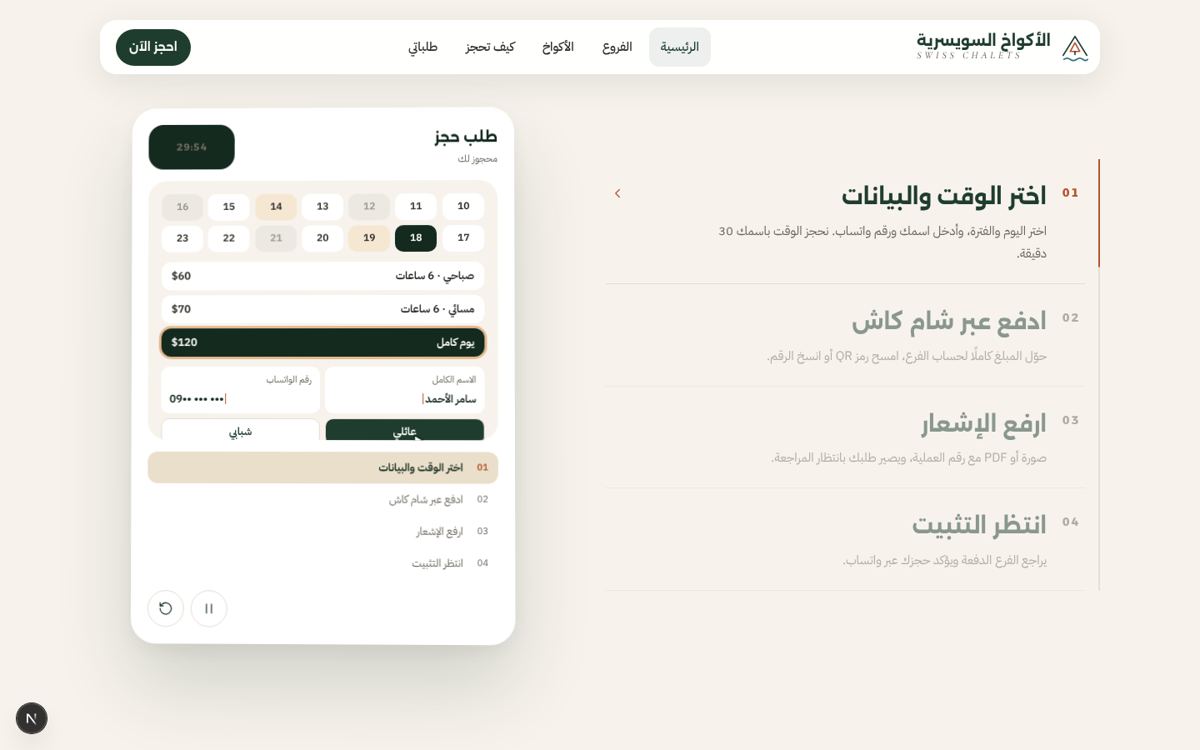 الأكواخ السويسرية
SWISS CHALETS
الرئيسية
الفروع
الأكواخ
كيف تحجز
طلباتي
احجز الآن
01
اختر الوقت والبيانات
اختر اليوم والفترة، وأدخل اسمك ورقم واتساب. نحجز الوقت باسمك 30
دقيقة.
02
ادفع عبر شام كاش
حوّل المبلغ كاملًا لحساب الفرع، امسح رمز QR أو انسخ الرقم.
03
ارفع الإشعار
صورة أو PDF مع رقم العملية، ويصير طلبك بانتظار المراجعة.
04
انتظر التثبيت
يراجع الفرع الدفعة ويؤكد حجزك عبر واتساب.
طلب حجز
محجوز لك
29:54
10 11 12 13 14 15 16
17 18 19 20 21 22 23
صباحي · 6 ساعات $60
مسائي · 6 ساعات $70
يوم كامل $120
الاسم الكامل
سامر الأحمد
رقم الواتساب
09•• ••• •••
عائلي
شبابي
01 اختر الوقت والبيانات
02 ادفع عبر شام كاش
03 ارفع الإشعار
04 انتظر التثبيت
N